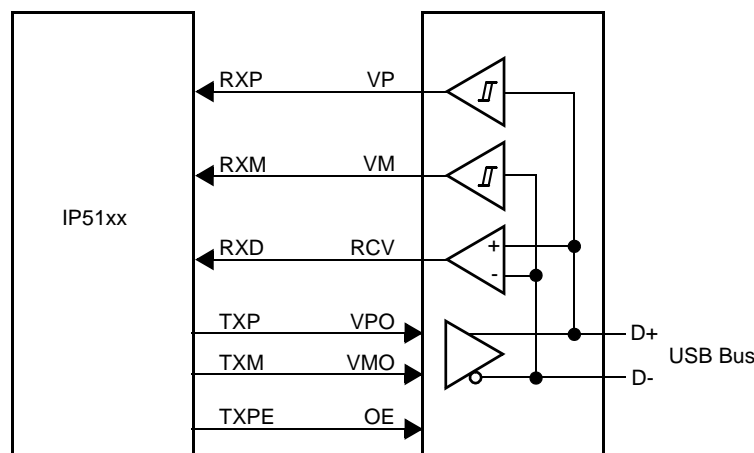 RXP VP
RXM VM
IP51xx
RXD RCV
+
-
TXP VPO
D+
TXM VMO
USB Bus
D-
TXPE OE